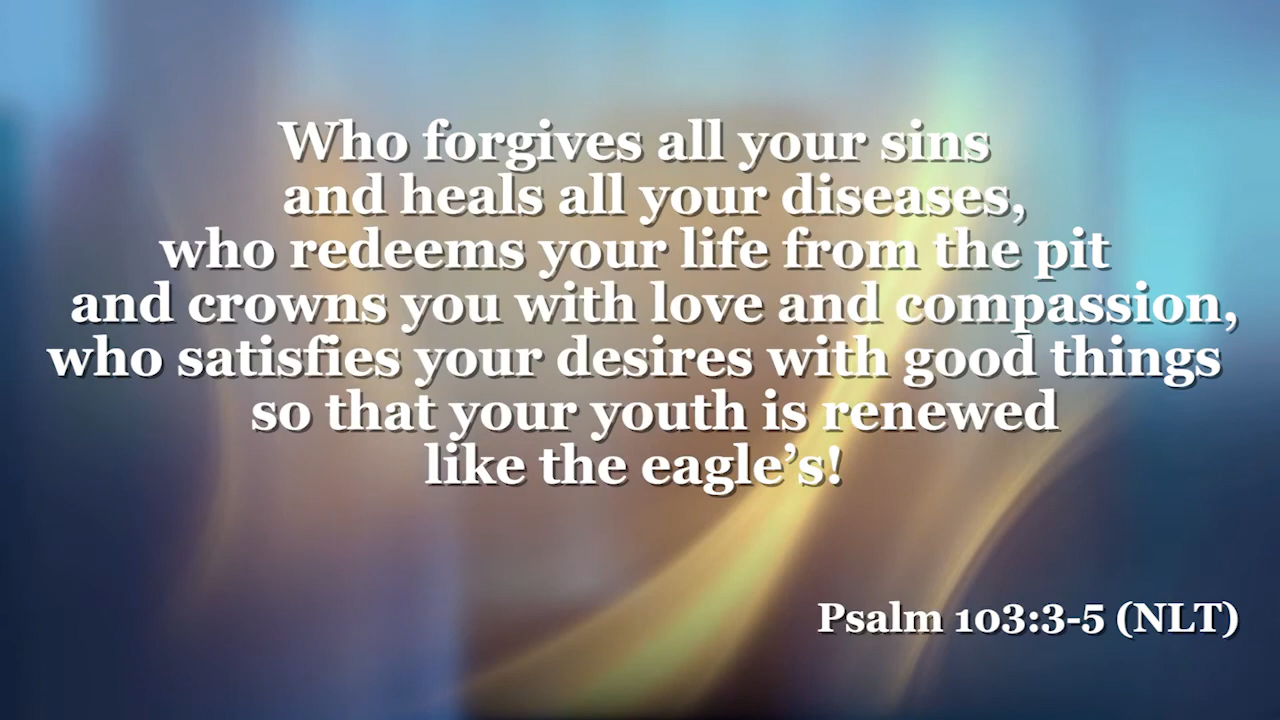 Who forgives all your sins
and heals all your diseases,
who redeems your life from the pit
and crowns you with love and compassion,
who satisfies your desires with good things
so that your youth is renewed
like the eagle’s!
Psalm 103:3-5 (NLT)